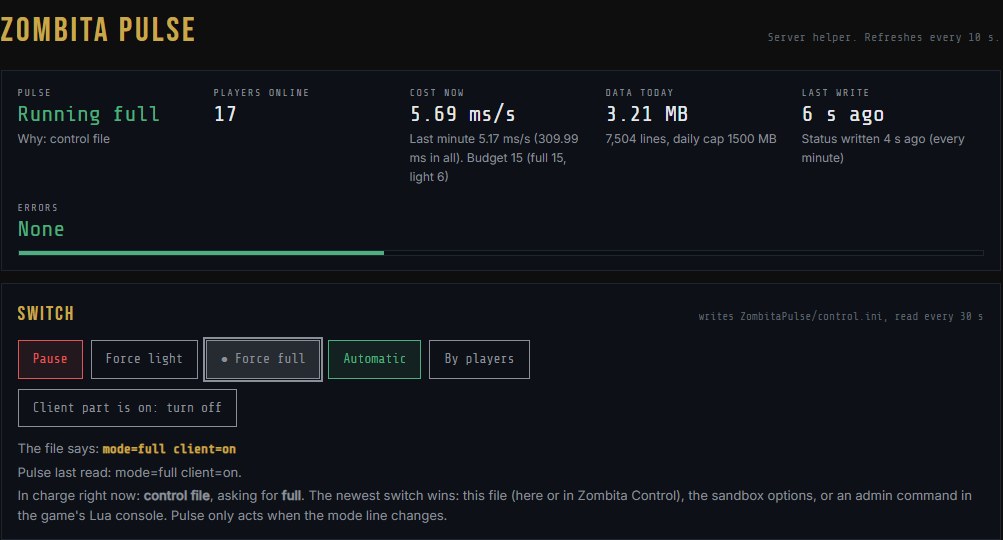 ZOMBITA PULSE
Server helper. Refreshes every 10 s.
PULSE
Running full
Why: control file
PLAYERS ONLINE
17
COST NOW
5.69 ms/s
Last minute 5.17 ms/s (309.99
ms in all). Budget 15 (full 15,
light 6)
DATA TODAY
3.21 MB
7,504 lines, daily cap 1500 MB
LAST WRITE
6 s ago
Status written 4 s ago (every
minute)
ERRORS
None
SWITCH
writes ZombitaPulse/control.ini, read every 30 s
Pause
Force light
● Force full
Automatic
By players
Client part is on: turn off
The file says: mode=full client=on
Pulse last read: mode=full client=on.
In charge right now: control file, asking for full. The newest switch wins: this file (here or in Zombita Control), the sandbox options, or an admin command in
the game's Lua console. Pulse only acts when the mode line changes.